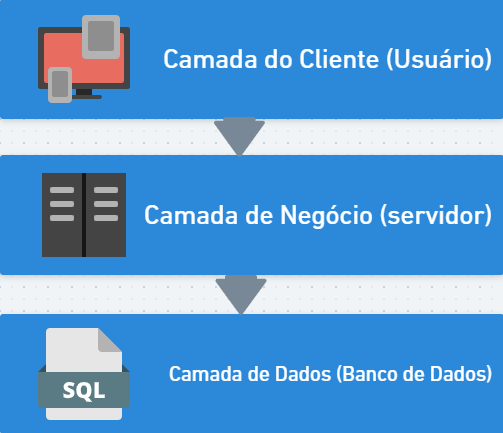 Camada do Cliente (Usuário)
Camada de Negócio (servidor)
SQL
Camada de Dados (Banco de Dados)